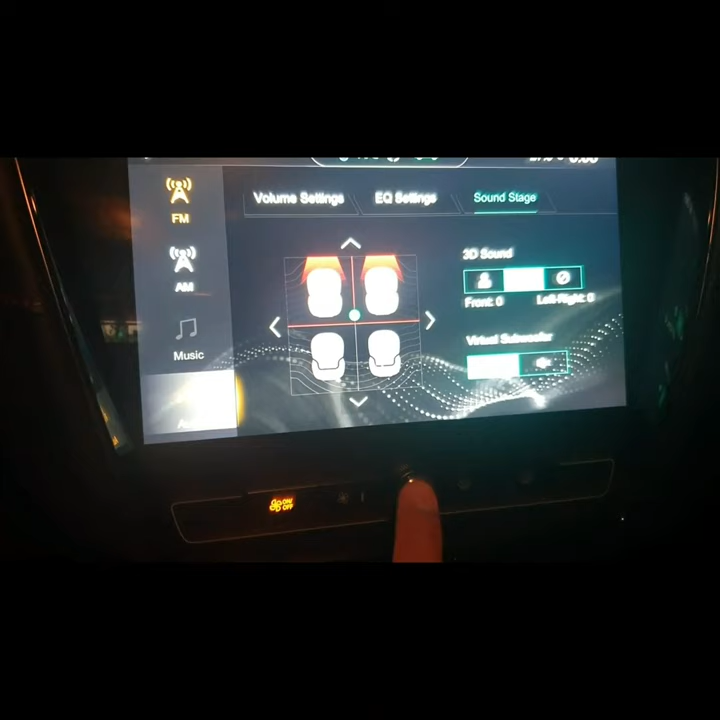 FM
AM
Music
Volume Settings
EQ Settings
Sound Stage
3D Sound
Front: 0
Left-Right: 0
Virtual Subwoofer
ON
OFF